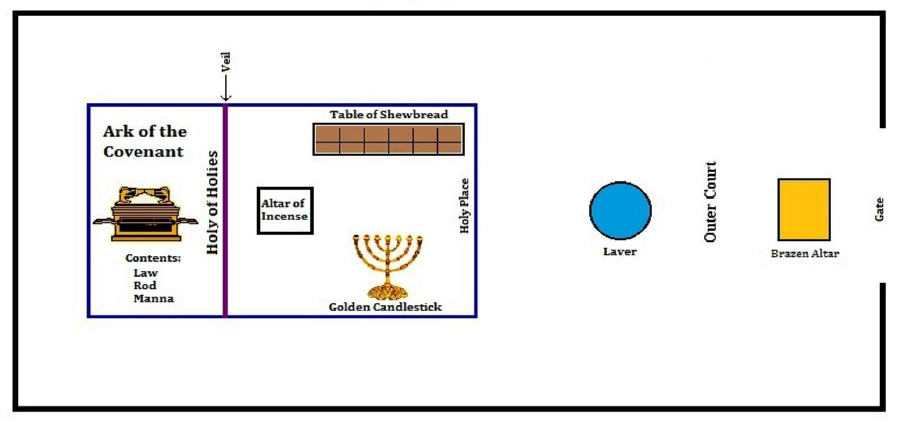 Veil
Ark of the
Covenant
Contents:
Law
Rod
Manna
Holy of Holies
Table of Shewbread
Altar of
Incense
Holy Place
Golden Candlestick
Laver
Outer Court
Brazen Altar
Gate